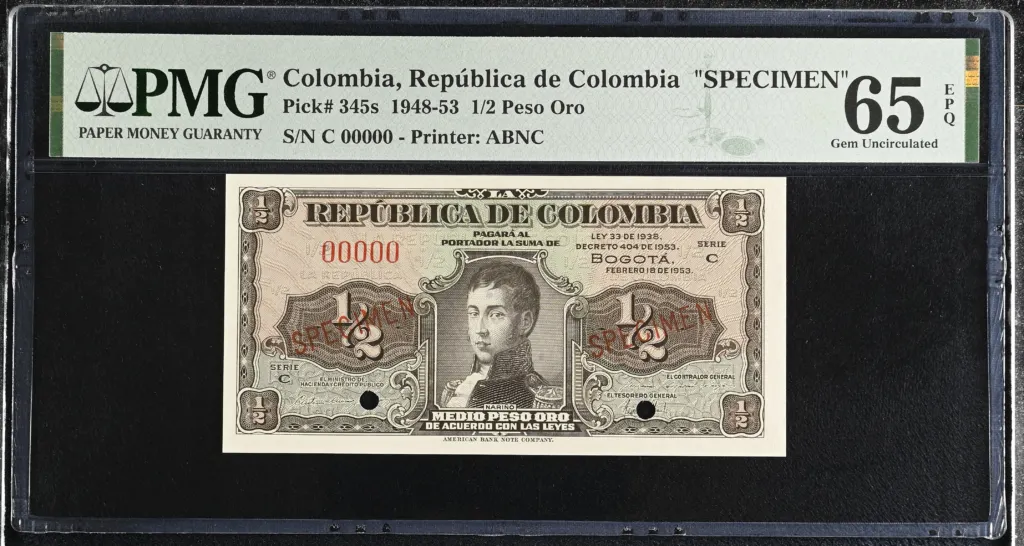 PMG®
PAPER MONEY GUARANTY
Colombia, República de Colombia "SPECIMEN"
Pick# 345s 1948-53 1/2 Peso Oro
S/N C 00000 - Printer: ABNC
65
EPQ
Gem Uncirculated
1/2
LA
1/2
REPÚBLICA DE COLOMBIA
00000
PAGARÁ AL
PORTADOR LA SUMA DE
LEY 33 DE 1938.
DECRETO 404 DE 1953.
BOGOTÁ,
FEBRERO 18 DE 1953.
SERIE
C
1/2
SPECIMEN
1/2
SPECIMEN
SERIE
C
EL MINISTRO DE
HACIENDA Y CRÉDITO PÚBLICO
EL CONTRALOR GENERAL
EL TESORERO GENERAL
1/2
NARIÑO
MEDIO PESO ORO
DE ACUERDO CON LAS LEYES
1/2
AMERICAN BANK NOTE COMPANY.